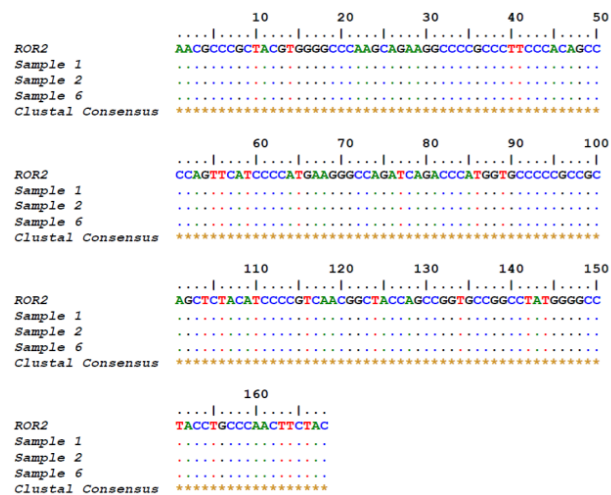 10 20 30 40 50
....|....|....|....|....|....|....|....|....|....|
ROR2 AACGCCCGCTACGTGGGGCCCAAGCAGAAGGCCCCGCCCTTCCCACAGCC
Sample 1 ..................................................
Sample 2 ..................................................
Sample 6 ..................................................
Clustal Consensus **************************************************
60 70 80 90 100
....|....|....|....|....|....|....|....|....|....|
ROR2 CCAGTTCATCCCCATGAAGGGCCAGATCAGACCCATGGTGCCCCCGCCGC
Sample 1 ..................................................
Sample 2 ..................................................
Sample 6 ..................................................
Clustal Consensus **************************************************
110 120 130 140 150
....|....|....|....|....|....|....|....|....|....|
ROR2 AGCTCTACATCCCCGTCAACGGCTACCAGCCGGTGCCGGCCTATGGGGCC
Sample 1 ..................................................
Sample 2 ..................................................
Sample 6 ..................................................
Clustal Consensus **************************************************
160
....|....|....|...
ROR2 TACCTGCCCAACTTCTAC
Sample 1 ..................
Sample 2 ..................
Sample 6 ..................
Clustal Consensus ******************